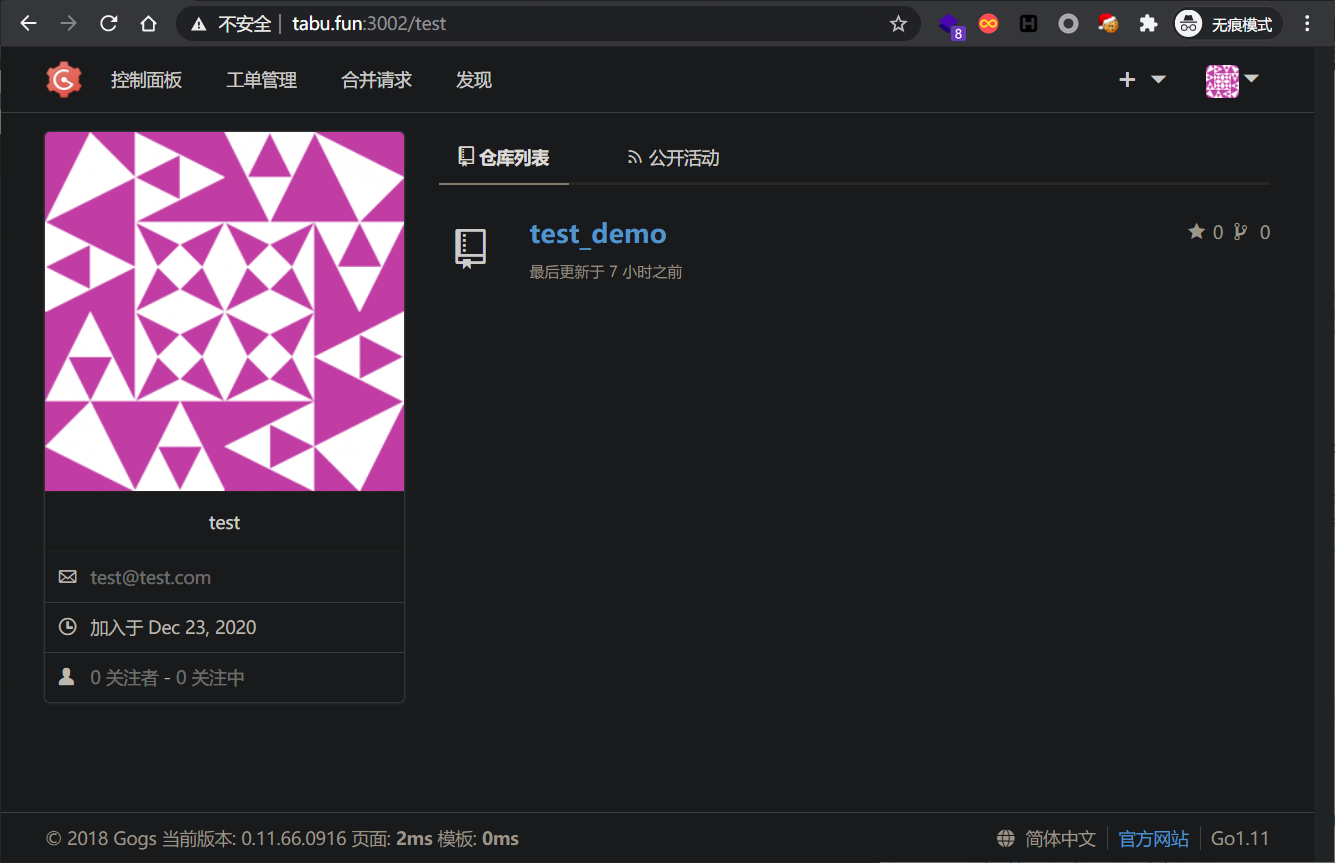 不安全 | tabu.fun:3002/test
8
H
无痕模式
控制面板 工单管理 合并请求 发现
仓库列表 公开活动
test_demo
0 0
最后更新于 7 小时之前
test
test@test.com
加入于 Dec 23, 2020
0 关注者 - 0 关注中
© 2018 Gogs 当前版本: 0.11.66.0916 页面: 2ms 模板: 0ms
简体中文 官方网站 Go1.11